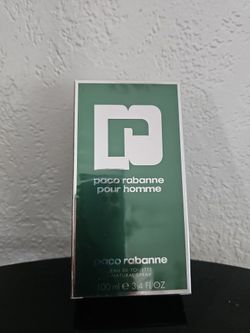 paco rabanne
pour homme
paco rabanne
EAU DE TOILETTE
NATURAL SPRAY
100 ml e 3.4 FL.OZ